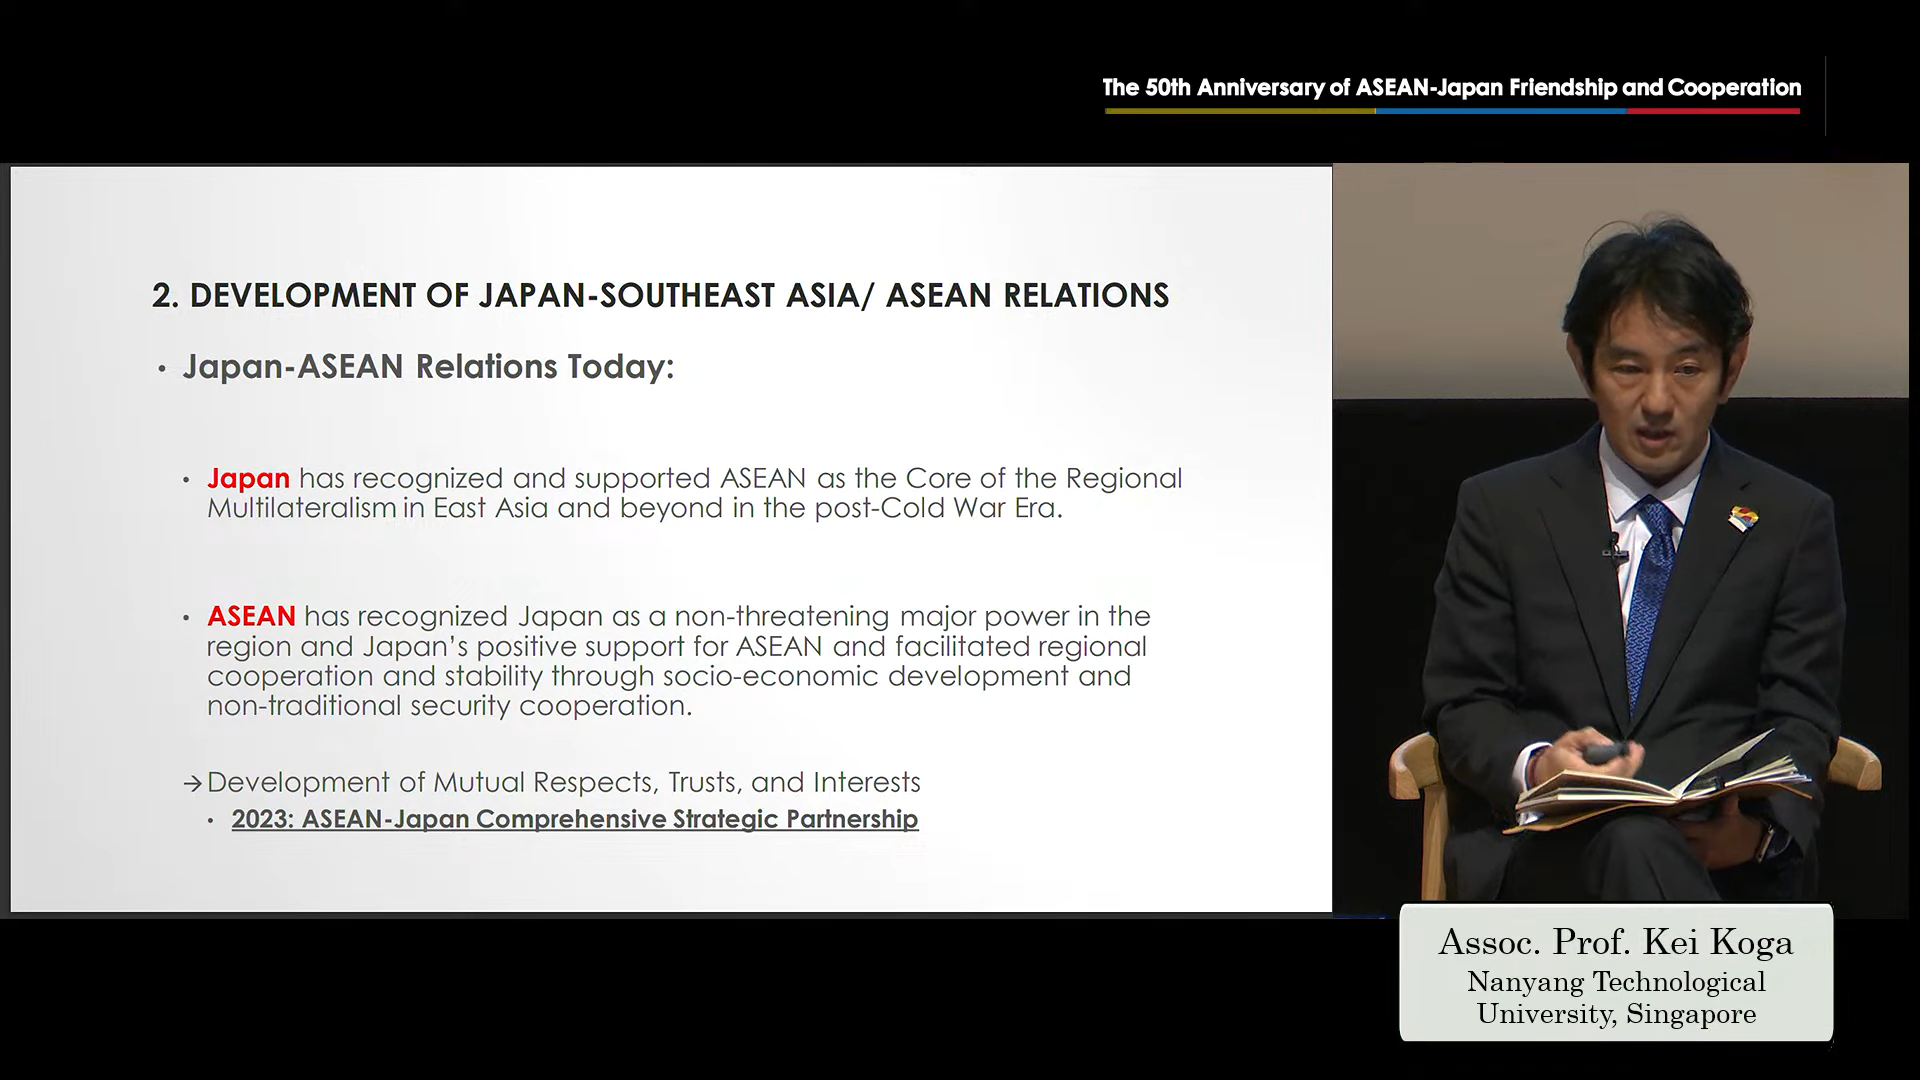 The 50th Anniversary of ASEAN-Japan Friendship and Cooperation
2. DEVELOPMENT OF JAPAN-SOUTHEAST ASIA/ ASEAN RELATIONS
• Japan-ASEAN Relations Today:
• Japan has recognized and supported ASEAN as the Core of the Regional
Multilateralism in East Asia and beyond in the post-Cold War Era.
• ASEAN has recognized Japan as a non-threatening major power in the
region and Japan’s positive support for ASEAN and facilitated regional
cooperation and stability through socio-economic development and
non-traditional security cooperation.
→Development of Mutual Respects, Trusts, and Interests
• 2023: ASEAN-Japan Comprehensive Strategic Partnership
Assoc. Prof. Kei Koga
Nanyang Technological
University, Singapore